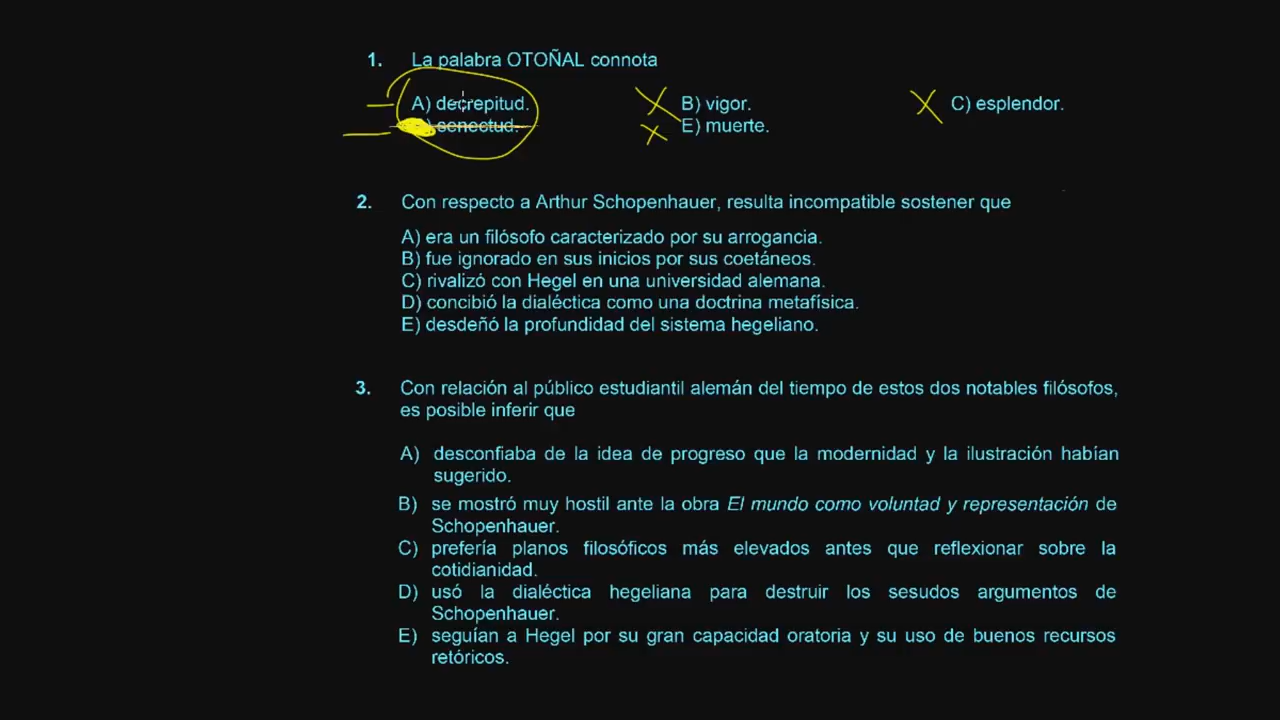 1. La palabra OTOÑAL connota
A) decrepitud. B) vigor. C) esplendor.
) senectud. E) muerte.
2. Con respecto a Arthur Schopenhauer, resulta incompatible sostener que
A) era un filósofo caracterizado por su arrogancia.
B) fue ignorado en sus inicios por sus coetáneos.
C) rivalizó con Hegel en una universidad alemana.
D) concibió la dialéctica como una doctrina metafísica.
E) desdeñó la profundidad del sistema hegeliano.
3. Con relación al público estudiantil alemán del tiempo de estos dos notables filósofos,
es posible inferir que
A) desconfiaba de la idea de progreso que la modernidad y la ilustración habían
sugerido.
B) se mostró muy hostil ante la obra El mundo como voluntad y representación de
Schopenhauer.
C) prefería planos filosóficos más elevados antes que reflexionar sobre la
cotidianidad.
D) usó la dialéctica hegeliana para destruir los sesudos argumentos de
Schopenhauer.
E) seguían a Hegel por su gran capacidad oratoria y su uso de buenos recursos
retóricos.